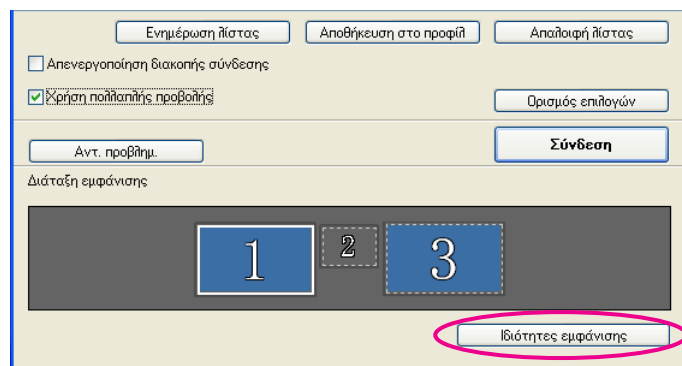 Ενημέρωση λίστας Αποθήκευση στο προφίλ Απαλοιφή λίστας
Απενεργοποίηση διακοπής σύνδεσης
Χρήση πολλαπλής προβολής
Ορισμός επιλογών
Αντ. προβλημ. Σύνδεση
Διάταξη εμφάνισης
1 2 3
Ιδιότητες εμφάνισης